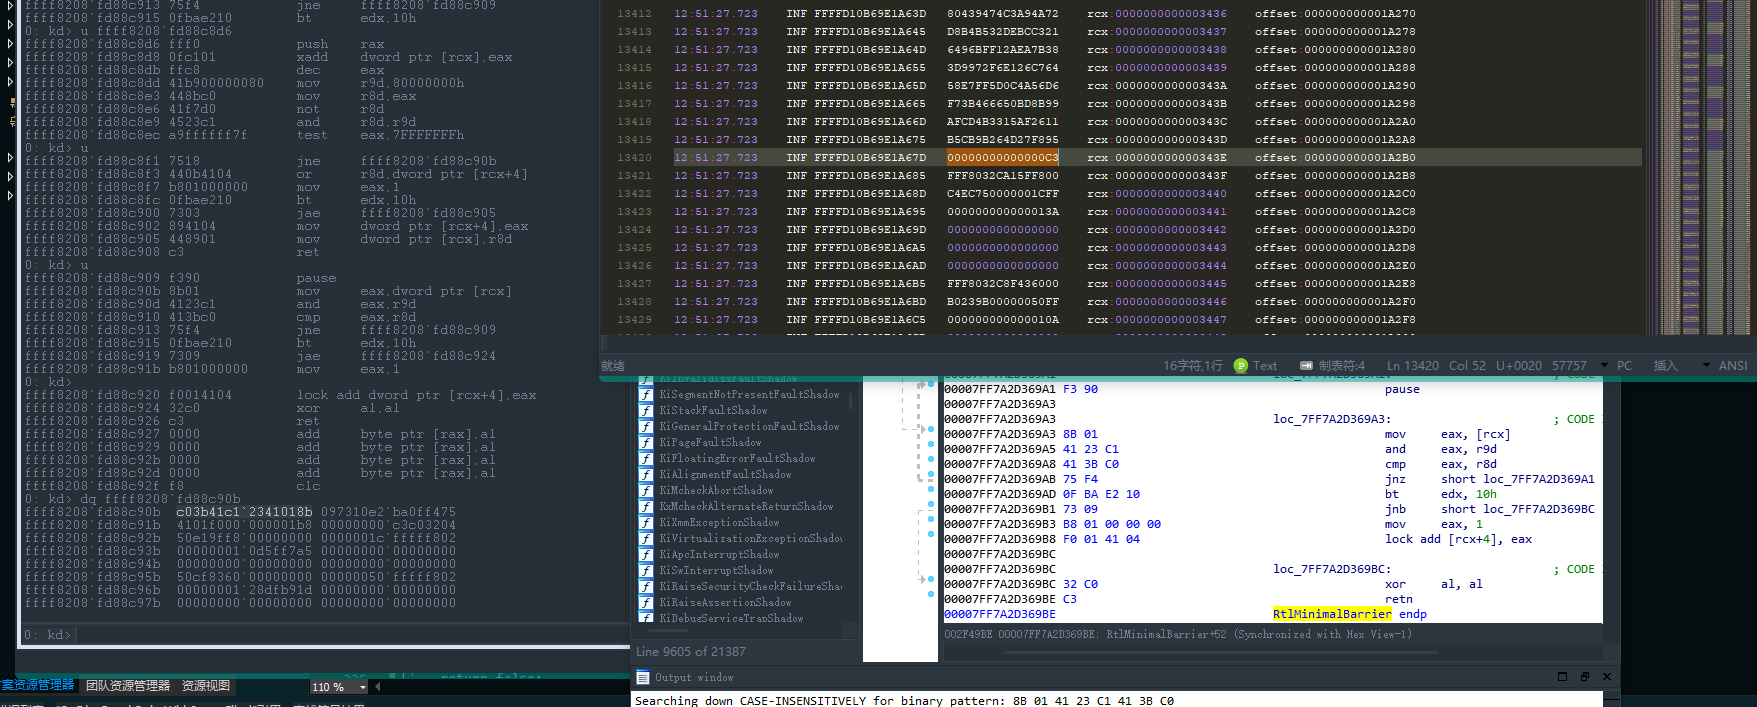 ffff8208`fd88c913 75f4 jne ffff8208`fd88c909
ffff8208`fd88c915 0fbae210 bt edx,10h
0: kd> u ffff8208`fd88c8d6
ffff8208`fd88c8d6 fff0 push rax
ffff8208`fd88c8d8 0fc101 xadd dword ptr [rcx],eax
ffff8208`fd88c8db ffc8 dec eax
ffff8208`fd88c8dd 41b900000080 mov r9d,80000000h
ffff8208`fd88c8e3 448bc0 mov r8d,eax
ffff8208`fd88c8e6 41f7d0 not r8d
ffff8208`fd88c8e9 4523c1 and r8d,r9d
ffff8208`fd88c8ec a9ffffff7f test eax,7FFFFFFFh
0: kd> u
ffff8208`fd88c8f1 7518 jne ffff8208`fd88c90b
ffff8208`fd88c8f3 440b4104 or r8d,dword ptr [rcx+4]
ffff8208`fd88c8f7 b801000000 mov eax,1
ffff8208`fd88c8fc 0fbae210 bt edx,10h
ffff8208`fd88c900 7303 jae ffff8208`fd88c905
ffff8208`fd88c902 894104 mov dword ptr [rcx+4],eax
ffff8208`fd88c905 448901 mov dword ptr [rcx],r8d
ffff8208`fd88c908 c3 ret
0: kd> u
ffff8208`fd88c909 f390 pause
ffff8208`fd88c90b 8b01 mov eax,dword ptr [rcx]
ffff8208`fd88c90d 4123c1 and eax,r9d
ffff8208`fd88c910 413bc0 cmp eax,r8d
ffff8208`fd88c913 75f4 jne ffff8208`fd88c909
ffff8208`fd88c915 0fbae210 bt edx,10h
ffff8208`fd88c919 7309 jae ffff8208`fd88c924
ffff8208`fd88c91b b801000000 mov eax,1
0: kd>
ffff8208`fd88c920 f0014104 lock add dword ptr [rcx+4],eax
ffff8208`fd88c924 32c0 xor al,al
ffff8208`fd88c926 c3 ret
ffff8208`fd88c927 0000 add byte ptr [rax],al
ffff8208`fd88c929 0000 add byte ptr [rax],al
ffff8208`fd88c92b 0000 add byte ptr [rax],al
ffff8208`fd88c92d 0000 add byte ptr [rax],al
ffff8208`fd88c92f f8 clc
0: kd> dq ffff8208`fd88c90b
ffff8208`fd88c90b c03b41c1`2341018b 097310e2`ba0ff475
ffff8208`fd88c91b 4101f000`000001b8 00000000`c3c03204
ffff8208`fd88c92b 50e19ff8`00000000 0000001c`fffff802
ffff8208`fd88c93b 00000001`0d5ff7a5 00000000`00000000
ffff8208`fd88c94b 00000000`00000000 00000000`00000000
ffff8208`fd88c95b 50cf8360`00000000 00000050`fffff802
ffff8208`fd88c96b 00000001`28dfb91d 00000000`00000000
ffff8208`fd88c97b 00000000`00000000 00000000`00000000
0: kd>
13412 12:51:27.723 INF FFFFD10B69E1A63D 80439474C3A94A72 rcx:0000000000003436 offset:000000000001A270
13413 12:51:27.723 INF FFFFD10B69E1A645 D8B4B532DEBCC321 rcx:0000000000003437 offset:000000000001A278
13414 12:51:27.723 INF FFFFD10B69E1A64D 6496BFF12AEA7B38 rcx:0000000000003438 offset:000000000001A280
13415 12:51:27.723 INF FFFFD10B69E1A655 3D9972F6E126C764 rcx:0000000000003439 offset:000000000001A288
13416 12:51:27.723 INF FFFFD10B69E1A65D 58E7FF5D0C4A56D6 rcx:000000000000343A offset:000000000001A290
13417 12:51:27.723 INF FFFFD10B69E1A665 F73B466650BD8B99 rcx:000000000000343B offset:000000000001A298
13418 12:51:27.723 INF FFFFD10B69E1A66D AFCD4B3315AF2611 rcx:000000000000343C offset:000000000001A2A0
13419 12:51:27.723 INF FFFFD10B69E1A675 B5CB9B264D27F895 rcx:000000000000343D offset:000000000001A2A8
13420 12:51:27.723 INF FFFFD10B69E1A67D 00000000000000C3 rcx:000000000000343E offset:000000000001A2B0
13421 12:51:27.723 INF FFFFD10B69E1A685 FFF8032CA15FF800 rcx:000000000000343F offset:000000000001A2B8
13422 12:51:27.723 INF FFFFD10B69E1A68D C4EC750000001CFF rcx:0000000000003440 offset:000000000001A2C0
13423 12:51:27.723 INF FFFFD10B69E1A695 000000000000013A rcx:0000000000003441 offset:000000000001A2C8
13424 12:51:27.723 INF FFFFD10B69E1A69D 0000000000000000 rcx:0000000000003442 offset:000000000001A2D0
13425 12:51:27.723 INF FFFFD10B69E1A6A5 0000000000000000 rcx:0000000000003443 offset:000000000001A2D8
13426 12:51:27.723 INF FFFFD10B69E1A6AD 0000000000000000 rcx:0000000000003444 offset:000000000001A2E0
13427 12:51:27.723 INF FFFFD10B69E1A6B5 FFF8032C8F436000 rcx:0000000000003445 offset:000000000001A2E8
13428 12:51:27.723 INF FFFFD10B69E1A6BD B0239B00000050FF rcx:0000000000003446 offset:000000000001A2F0
13429 12:51:27.723 INF FFFFD10B69E1A6C5 000000000000010A rcx:0000000000003447 offset:000000000001A2F8
就绪 16字符,1行 Text 制表符:4 Ln 13420 Col 52 U+0020 57757 PC 插入 ANSI
KiInvalidTssFaultShadow
KiSegmentNotPresentFaultShadow
KiStackFaultShadow
KiGeneralProtectionFaultShadow
KiPageFaultShadow
KiFloatingErrorFaultShadow
KiAlignmentFaultShadow
KiMcheckAbortShadow
KxMcheckAlternateReturnShadow
KiXmmExceptionShadow
KiVirtualizationExceptionShadow
KiApcInterruptShadow
KiSwInterruptShadow
KiRaiseSecurityCheckFailureSha
KiRaiseAssertionShadow
KiDebugServiceTrapShadow
Line 9605 of 21387
00007FF7A2D369A1 loc_7FF7A2D369A1: ; CODE
00007FF7A2D369A1 F3 90 pause
00007FF7A2D369A3
00007FF7A2D369A3 loc_7FF7A2D369A3: ; CODE
00007FF7A2D369A3 8B 01 mov eax, [rcx]
00007FF7A2D369A5 41 23 C1 and eax, r9d
00007FF7A2D369A8 41 3B C0 cmp eax, r8d
00007FF7A2D369AB 75 F4 jnz short loc_7FF7A2D369A1
00007FF7A2D369AD 0F BA E2 10 bt edx, 10h
00007FF7A2D369B1 73 09 jnb short loc_7FF7A2D369BC
00007FF7A2D369B3 B8 01 00 00 00 mov eax, 1
00007FF7A2D369B8 F0 01 41 04 lock add [rcx+4], eax
00007FF7A2D369BC
00007FF7A2D369BC loc_7FF7A2D369BC: ; CODE
00007FF7A2D369BC 32 C0 xor al, al
00007FF7A2D369BE C3 retn
00007FF7A2D369BE RtlMinimalBarrier endp
002F49BE 00007FF7A2D369BE: RtlMinimalBarrier+52 (Synchronized with Hex View-1)
return false;
案资源管理器 团队资源管理器 资源视图
110 %
Output window
Searching down CASE-INSENSITIVELY for binary pattern: 8B 01 41 23 C1 41 3B C0